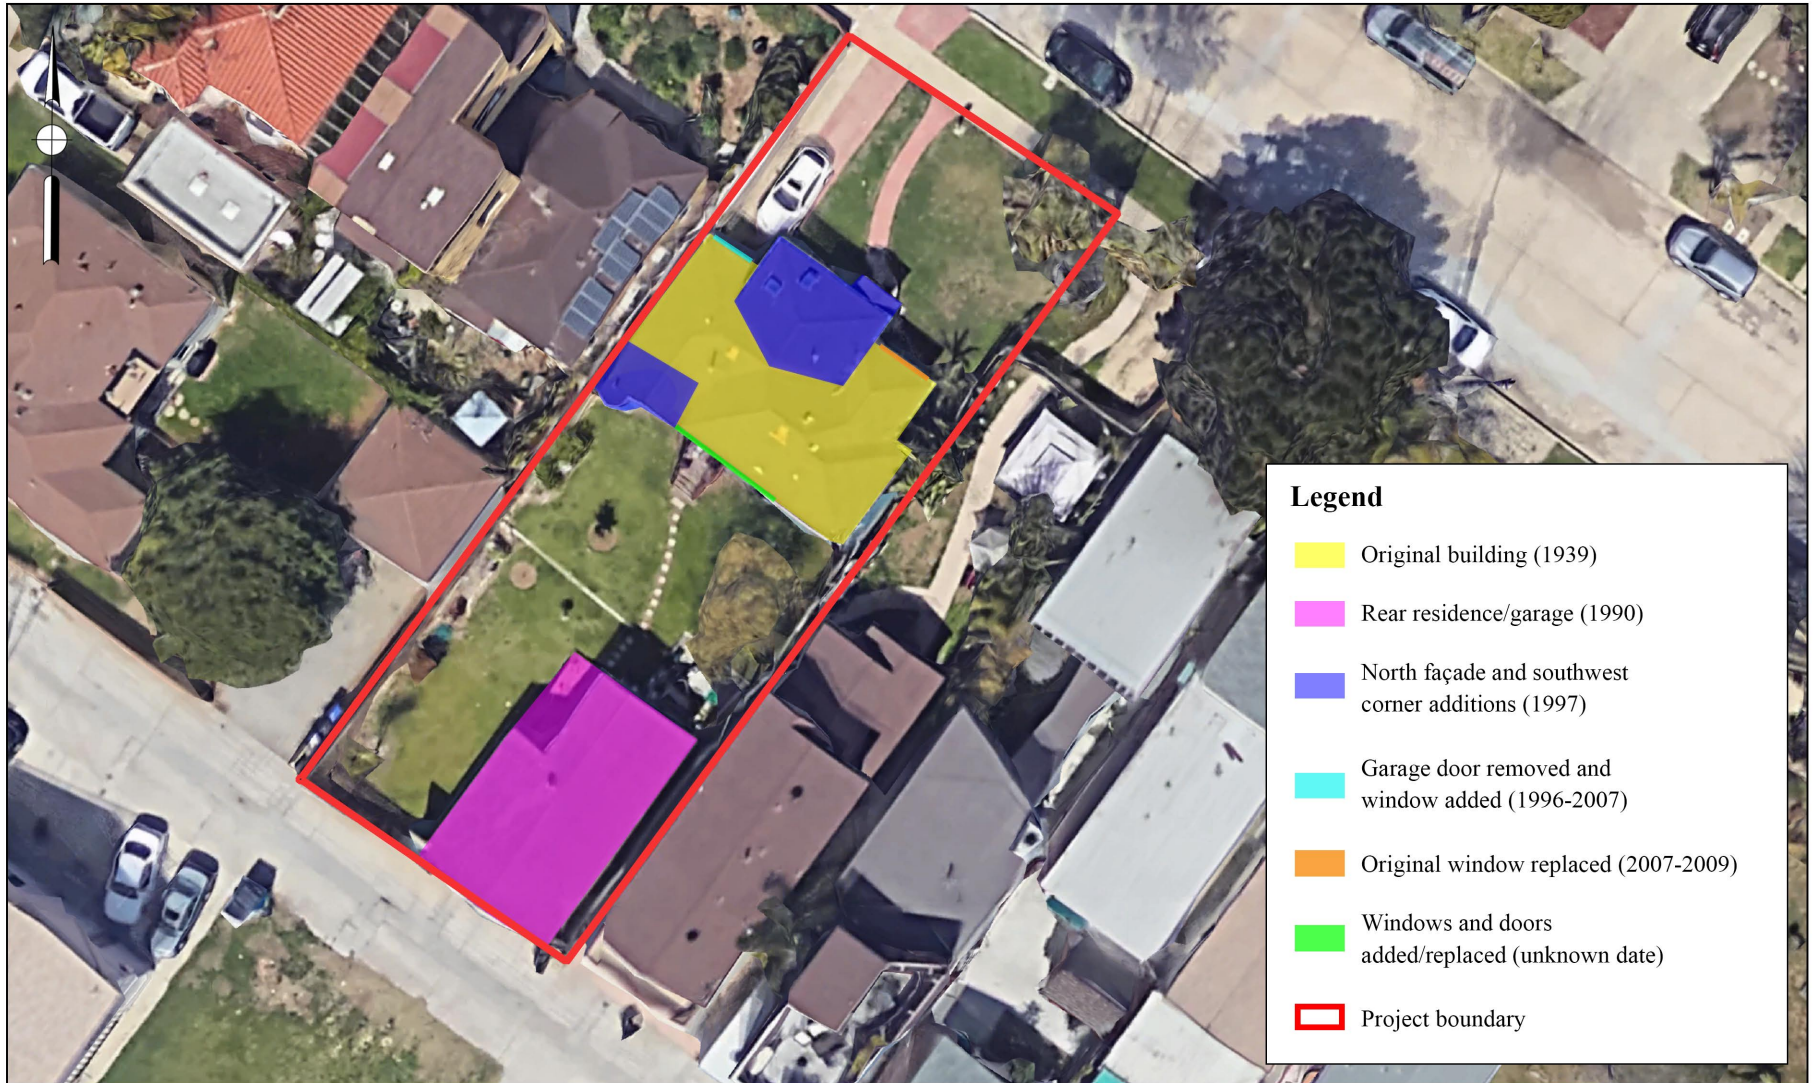 Legend
Original building (1939)
Rear residence/garage (1990)
North façade and southwest
corner additions (1997)
Garage door removed and
window added (1996-2007)
Original window replaced (2007-2009)
Windows and doors
added/replaced (unknown date)
Project boundary